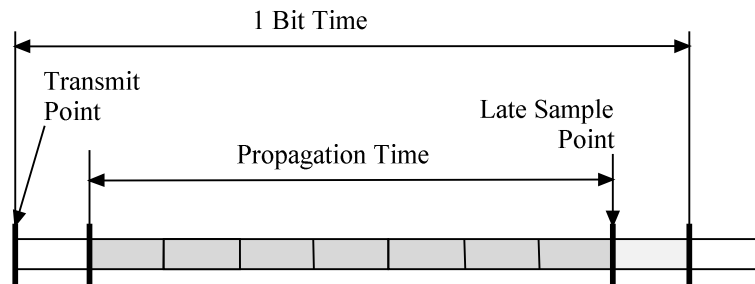 1 Bit Time
Transmit
Point
Late Sample
Point
Propagation Time